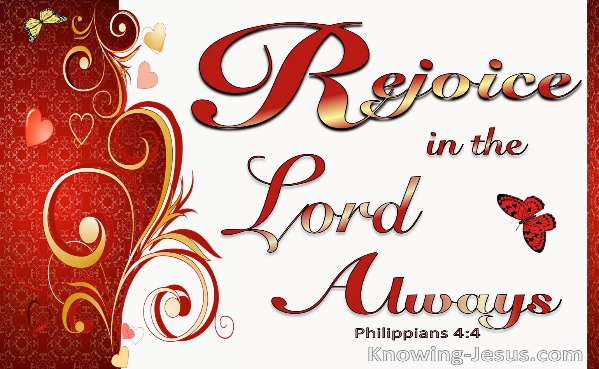 Rejoice
in the
Lord
Always
Philippians 4:4
Knowing-Jesus.com